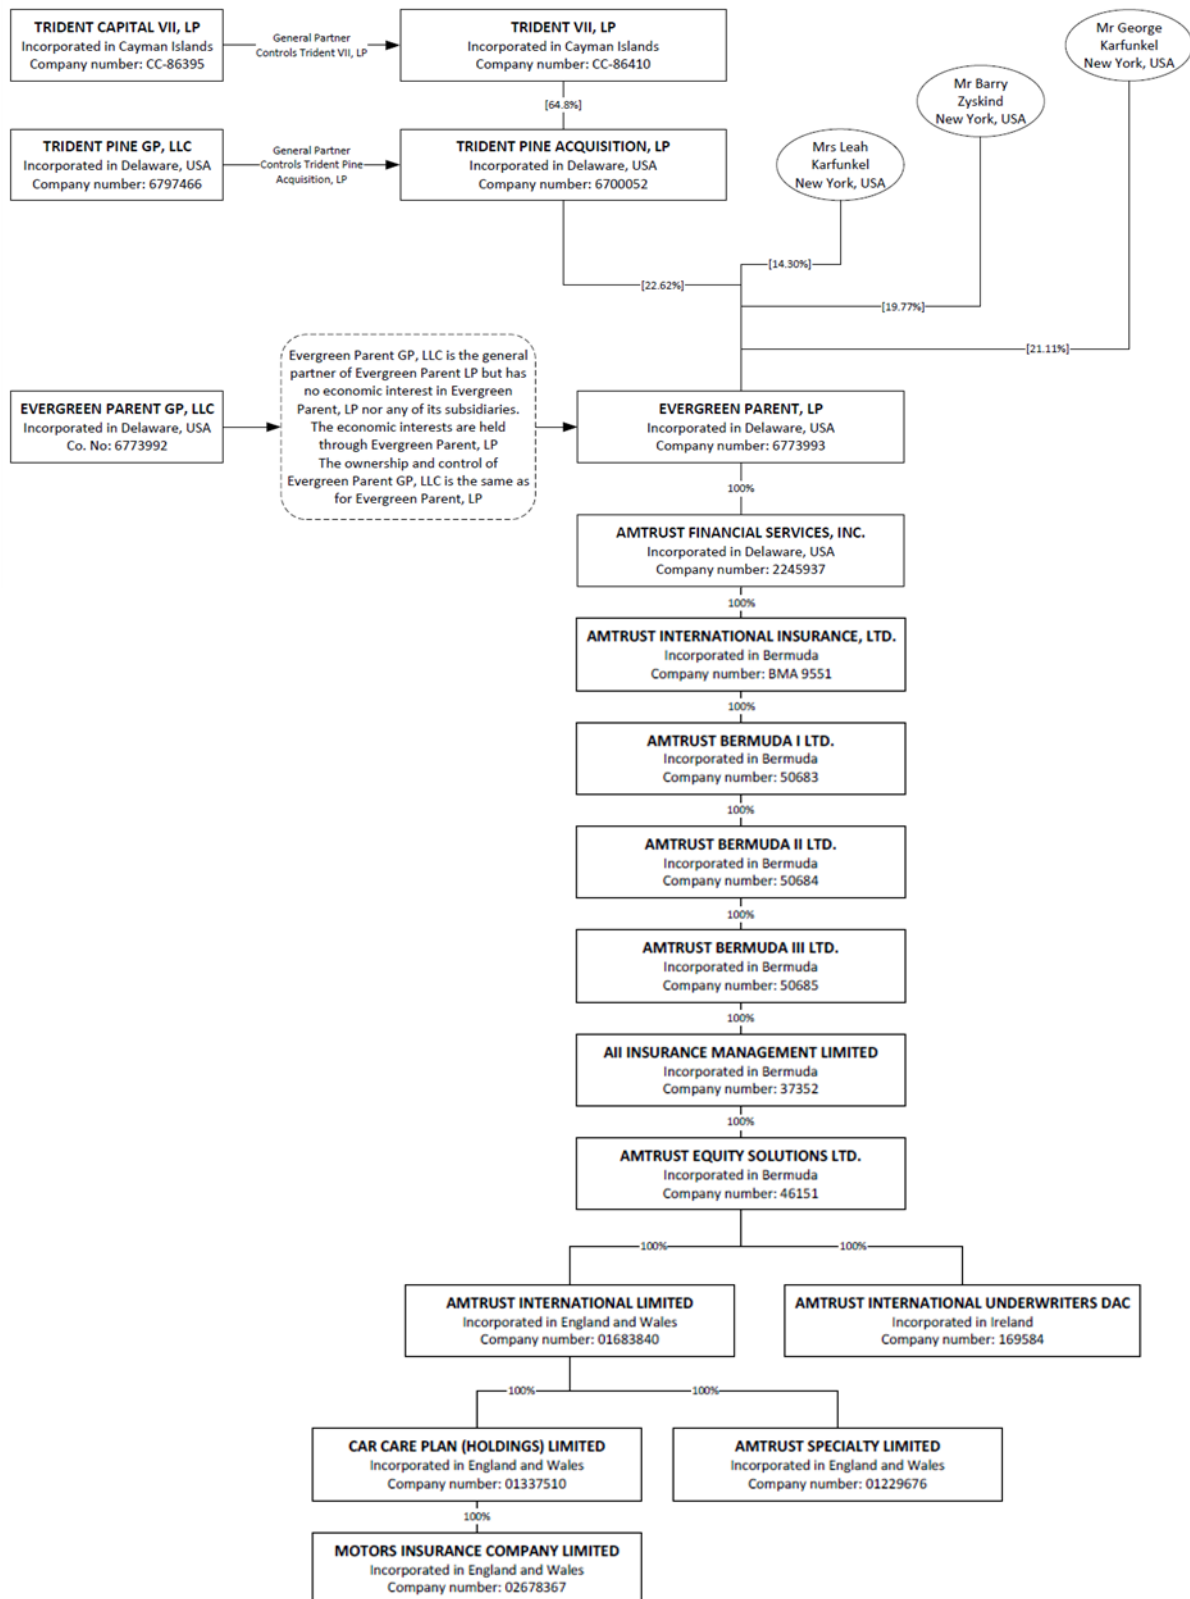 TRIDENT CAPITAL VII, LP
Incorporated in Cayman Islands
Company number: CC-86395
General Partner
Controls Trident VII, LP
TRIDENT VII, LP
Incorporated in Cayman Islands
Company number: CC-86410
Mr George
Karfunkel
New York, USA
Mr Barry
Zyskind
New York, USA
[64.8%]
TRIDENT PINE GP, LLC
Incorporated in Delaware, USA
Company number: 6797466
General Partner
Controls Trident Pine
Acquisition, LP
TRIDENT PINE ACQUISITION, LP
Incorporated in Delaware, USA
Company number: 6700052
Mrs Leah
Karfunkel
New York, USA
[14.30%]
[22.62%]
[19.77%]
[21.11%]
EVERGREEN PARENT GP, LLC
Incorporated in Delaware, USA
Co. No: 6773992
Evergreen Parent GP, LLC is the general
partner of Evergreen Parent LP but has
no economic interest in Evergreen
Parent, LP nor any of its subsidiaries.
The economic interests are held
through Evergreen Parent, LP
The ownership and control of
Evergreen Parent GP, LLC is the same as
for Evergreen Parent, LP
EVERGREEN PARENT, LP
Incorporated in Delaware, USA
Company number: 6773993
100%
AMTRUST FINANCIAL SERVICES, INC.
Incorporated in Delaware, USA
Company number: 2245937
100%
AMTRUST INTERNATIONAL INSURANCE, LTD.
Incorporated in Bermuda
Company number: BMA 9551
100%
AMTRUST BERMUDA I LTD.
Incorporated in Bermuda
Company number: 50683
100%
AMTRUST BERMUDA II LTD.
Incorporated in Bermuda
Company number: 50684
100%
AMTRUST BERMUDA III LTD.
Incorporated in Bermuda
Company number: 50685
100%
AII INSURANCE MANAGEMENT LIMITED
Incorporated in Bermuda
Company number: 37352
100%
AMTRUST EQUITY SOLUTIONS LTD.
Incorporated in Bermuda
Company number: 46151
100%
100%
AMTRUST INTERNATIONAL LIMITED
Incorporated in England and Wales
Company number: 01683840
AMTRUST INTERNATIONAL UNDERWRITERS DAC
Incorporated in Ireland
Company number: 169584
100%
100%
CAR CARE PLAN (HOLDINGS) LIMITED
Incorporated in England and Wales
Company number: 01337510
AMTRUST SPECIALTY LIMITED
Incorporated in England and Wales
Company number: 01229676
100%
MOTORS INSURANCE COMPANY LIMITED
Incorporated in England and Wales
Company number: 02678367